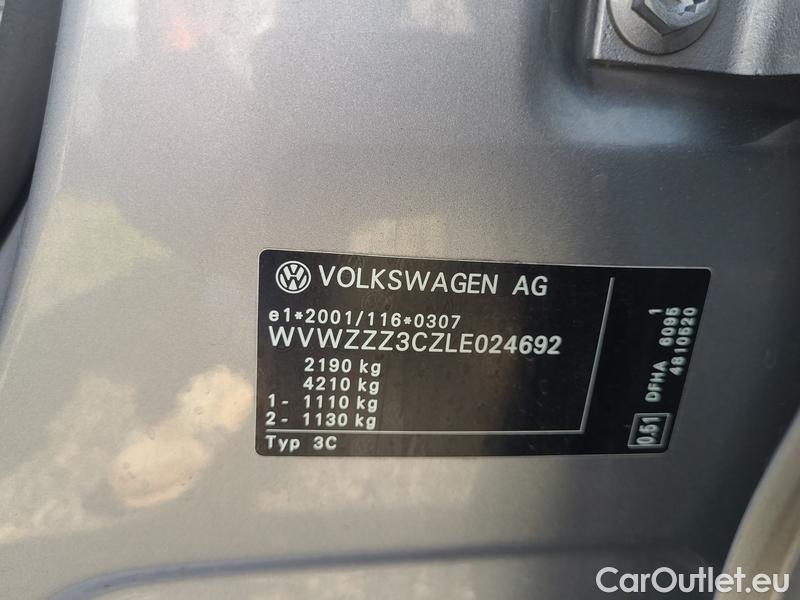 VOLKSWAGEN AG
e1*2001/116*0307
WVWZZZ3CZLE024692
2190 kg
4210 kg
1- 1110 kg
2- 1130 kg
Typ 3C
1
DFHA 6095
4810520
0.51
CarOutlet.eu